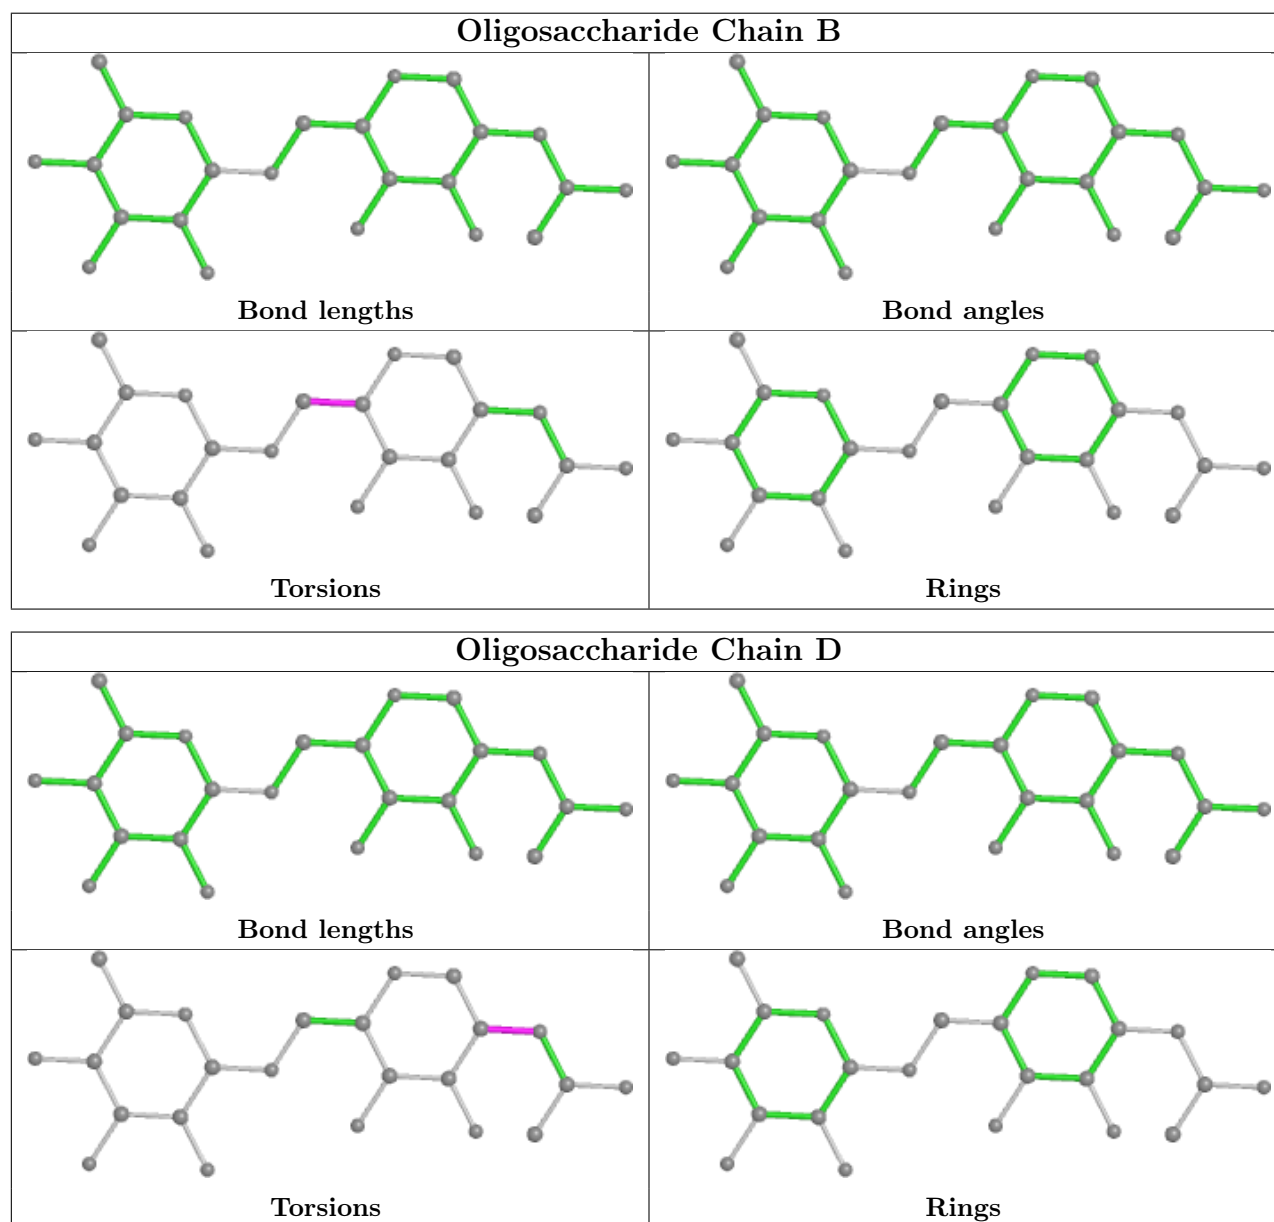 Oligosaccharide Chain B
Bond lengths
Bond angles
Torsions
Rings
Oligosaccharide Chain D
Bond lengths
Bond angles
Torsions
Rings